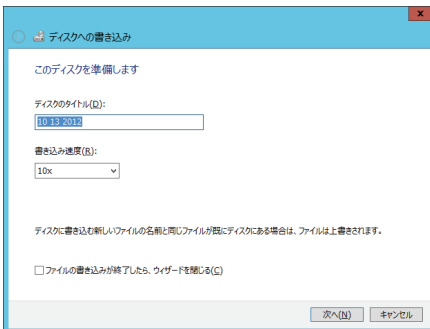 ディスクへの書き込み
このディスクを準備します
ディスクのタイトル(D):
10 13 2012
書き込み速度(R):
10x
ディスクに書き込む新しいファイルの名前と同じファイルが既にディスクにある場合は、ファイルは上書きされます。
ファイルの書き込みが終了したら、ウィザードを閉じる(C)
次へ(N) キャンセル